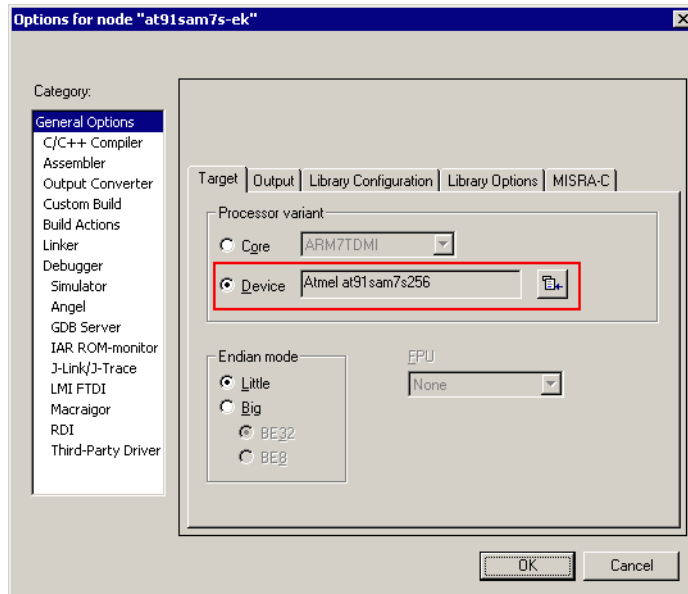 Options for node "at91sam7s-ek"
Category:
General Options
C/C++ Compiler
Assembler
Output Converter
Custom Build
Build Actions
Linker
Debugger
Simulator
Angel
GDB Server
IAR ROM-monitor
J-Link/J-Trace
LMI FTDI
Macraigor
RDI
Third-Party Driver
Target Output Library Configuration Library Options MISRA-C
Processor variant
Core ARM7TDMI
Device Atmel at91sam7s256
Endian mode
Little
Big
BE32
BE8
FPU
None
OK Cancel